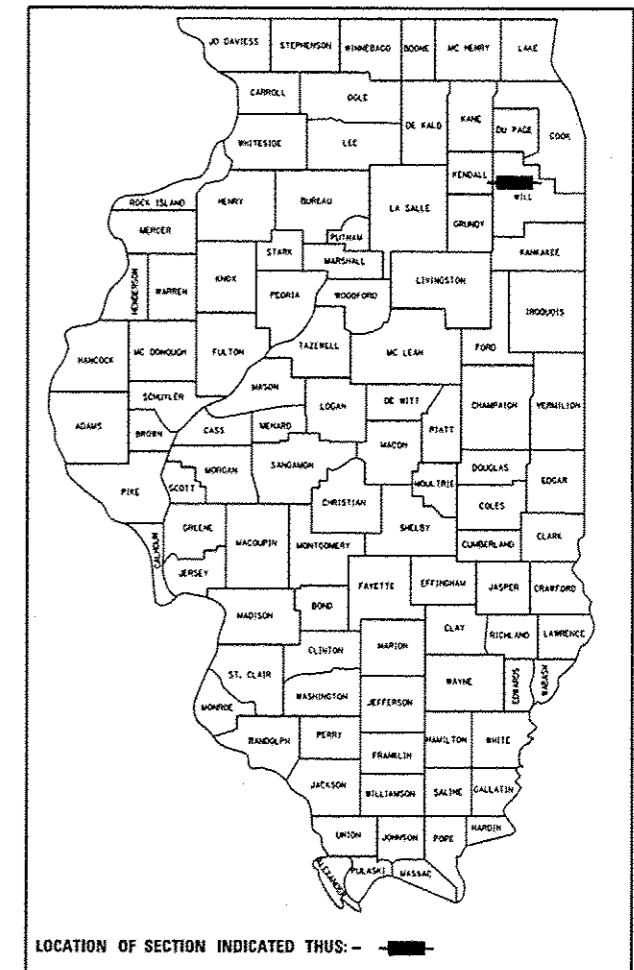 JO DAVIESS STEPHENSON WINNEBAGO BOONE MC HENRY LAKE
CARROLL OGLE DE KALB KANE DU PAGE COOK
WHITESIDE LEE
KENDALL WILL
ROCK ISLAND HENRY BUREAU LA SALLE GRUNDY
MERCER PUTNAM KANKAKEE
STARK MARSHALL
HENDERSON WARREN KNOX PEORIA WOODFORD LIVINGSTON IROQUOIS
HANCOCK MC DONOUGH FULTON TAZEWELL MC LEAN FORD
SCHUYLER MASON LOGAN DE WITT CHAMPAIGN VERMILION
ADAMS BROWN CASS MENARD MACON PIATT
PIKE SCOTT MORGAN SANGAMON MOULTRIE DOUGLAS EDGAR
CHRISTIAN COLES
CALHOUN GREENE MACOUPIN MONTGOMERY SHELBY CUMBERLAND CLARK
JERSEY FAYETTE EFFINGHAM JASPER CRAWFORD
MADISON BOND
CLINTON MARION CLAY RICHLAND LAWRENCE
ST. CLAIR WASHINGTON JEFFERSON WAYNE EDWARDS WABASH
MONROE
RANDOLPH PERRY FRANKLIN HAMILTON WHITE
JACKSON WILLIAMSON SALINE GALLATIN
UNION JOHNSON POPE HARDIN
ALEXANDER PULASKI MASSAC
LOCATION OF SECTION INDICATED THUS: -